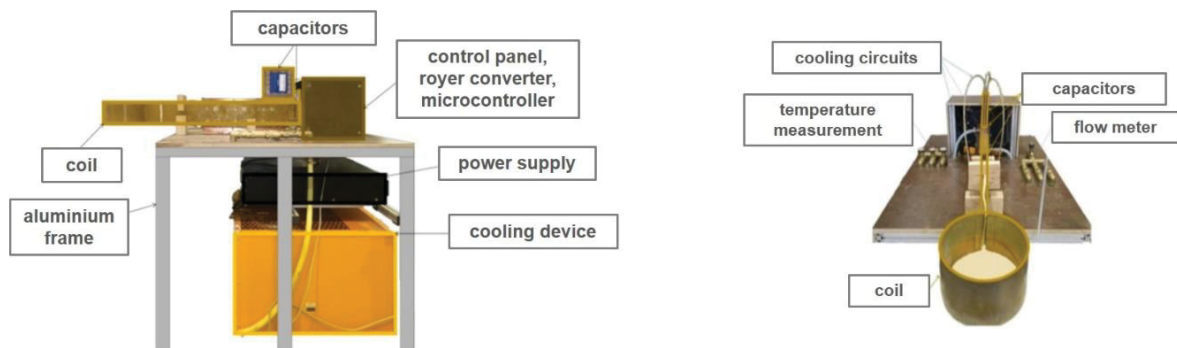 capacitors
control panel,
royer converter,
microcontroller
coil
power supply
aluminium
frame
cooling device
cooling circuits
capacitors
temperature
measurement
flow meter
coil